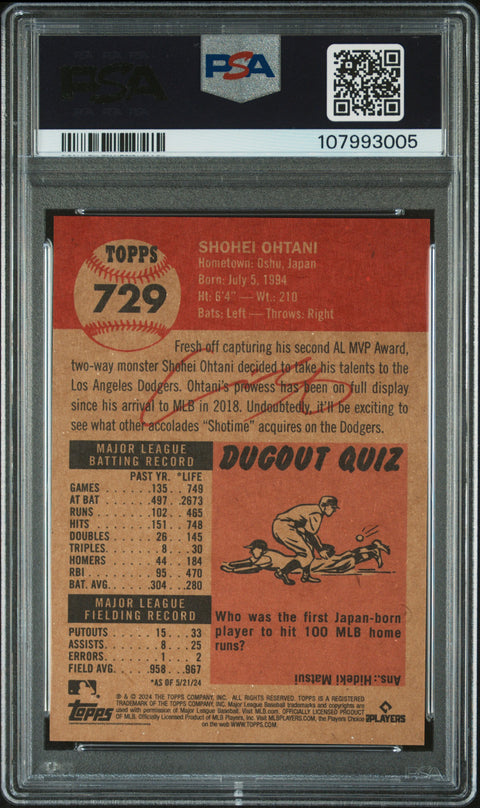 PSA
PSA
107993005
TOPPS
729
SHOHEI OHTANI
Hometown: Oshu, Japan
Born: July 5, 1994
Ht: 6'4" — Wt.: 210
Bats: Left — Throws: Right
Fresh off capturing his second AL MVP Award,
two-way monster Shohei Ohtani decided to take his talents to the
Los Angeles Dodgers. Ohtani's prowess has been on full display
since his arrival to MLB in 2018. Undoubtedly, it'll be exciting to
see what other accolades "Shotime" acquires on the Dodgers.
MAJOR LEAGUE
BATTING RECORD
PAST YR. *LIFE
GAMES . . . . . 135 . . 749
AT BAT . . . . . 497 . . 2673
RUNS . . . . . 102 . . 465
HITS . . . . . 151 . . 748
DOUBLES . . . . . 26 . . 145
TRIPLES . . . . . 8 . . 30
HOMERS . . . . . 44 . . 184
RBI . . . . . 95 . . 470
BAT. AVG. . . . .304 . . .280
MAJOR LEAGUE
FIELDING RECORD
PUTOUTS . . . . . 15 . . 33
ASSISTS . . . . . 8 . . 25
ERRORS . . . . . 1 . . 2
FIELD AVG. . . . .958 . . .967
*AS OF 5/21/24
DUGOUT QUIZ
Who was the first Japan-born
player to hit 100 MLB home
runs?
Ans.: Hideki Matsui
® & © 2024 THE TOPPS COMPANY, INC. ALL RIGHTS RESERVED. TOPPS IS A REGISTERED
TRADEMARK OF THE TOPPS COMPANY, INC. Major League Baseball trademarks and copyrights are
used with permission of Major League Baseball. Visit MLB.com. OFFICIALLY LICENSED PRODUCT
OF MLB. Officially Licensed Product of MLB Players, Inc. Visit MLBPLAYERS.COM, the Players Choice
on the web WWW.TOPPS.COM.
topps
PLAYERS